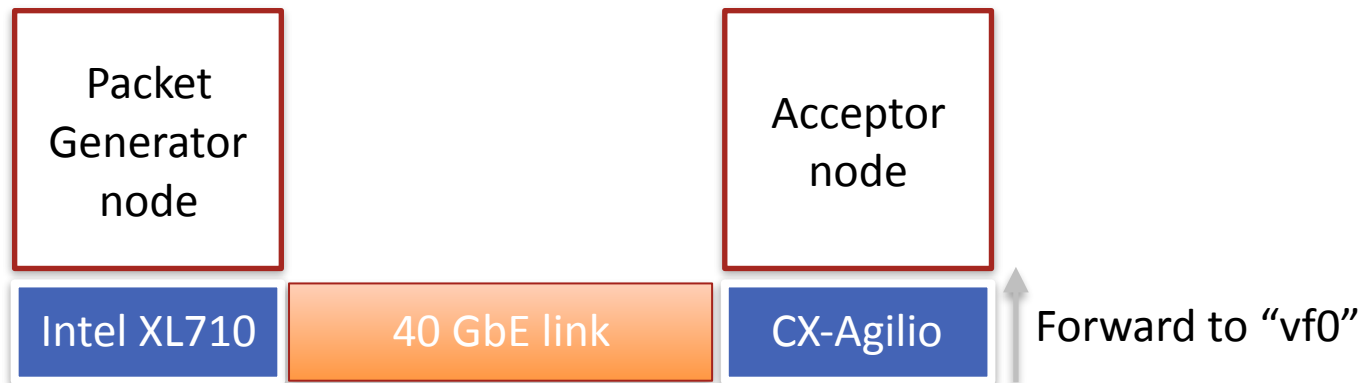 Packet
Generator
node
Acceptor
node
Intel XL710
40 GbE link
CX-Agilio
Forward to “vf0”